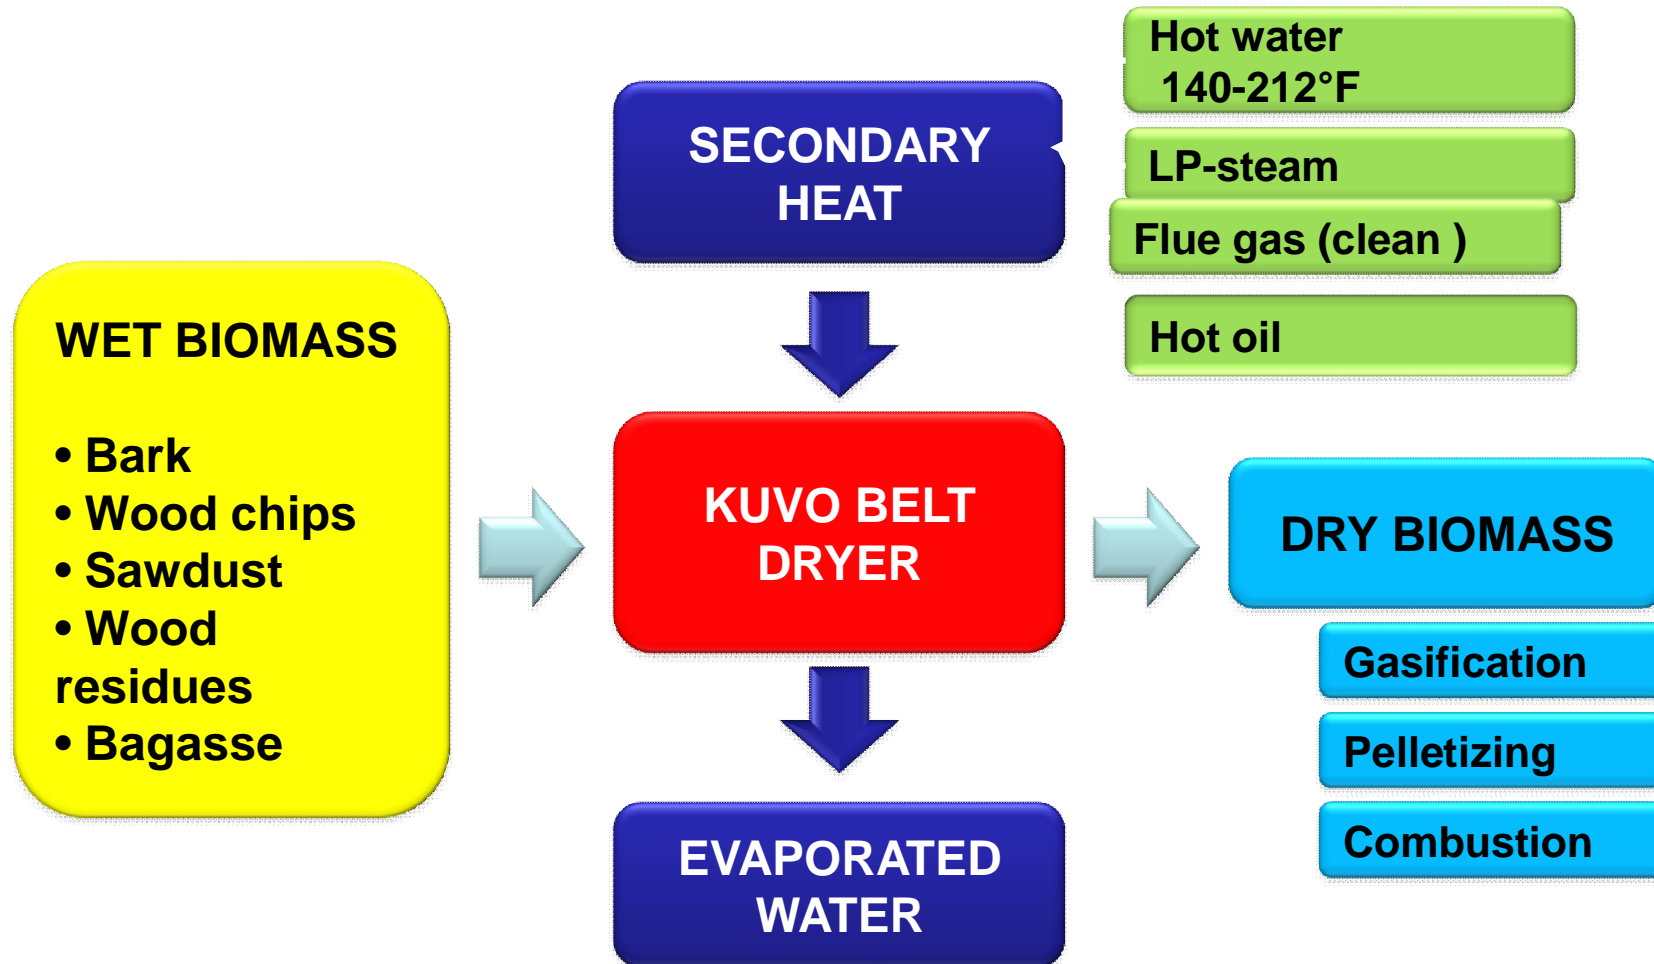 Hot water
140-212°F
SECONDARY
HEAT
LP-steam
Flue gas (clean )
Hot oil
WET BIOMASS
• Bark
• Wood chips
• Sawdust
• Wood
residues
• Bagasse
KUVO BELT
DRYER
DRY BIOMASS
Gasification
Pelletizing
Combustion
EVAPORATED
WATER